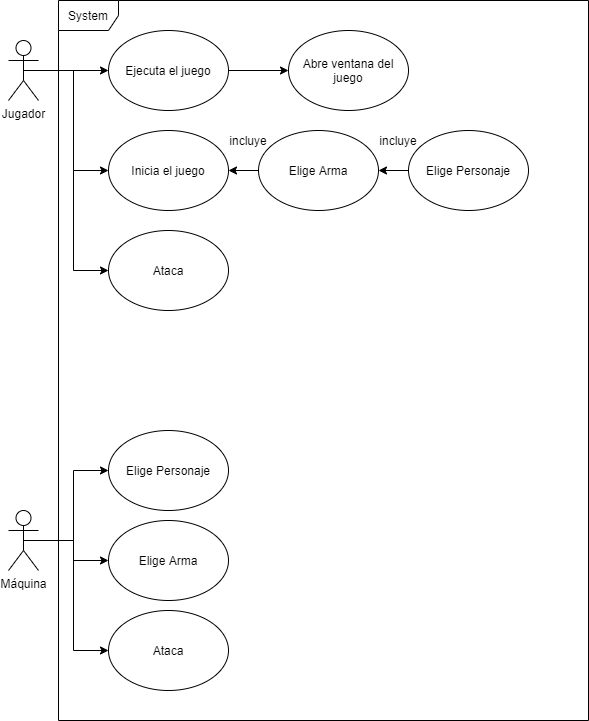 System
Jugador
Ejecuta el juego
Abre ventana del
juego
Inicia el juego
incluye
Elige Arma
incluye
Elige Personaje
Ataca
Máquina
Elige Personaje
Elige Arma
Ataca